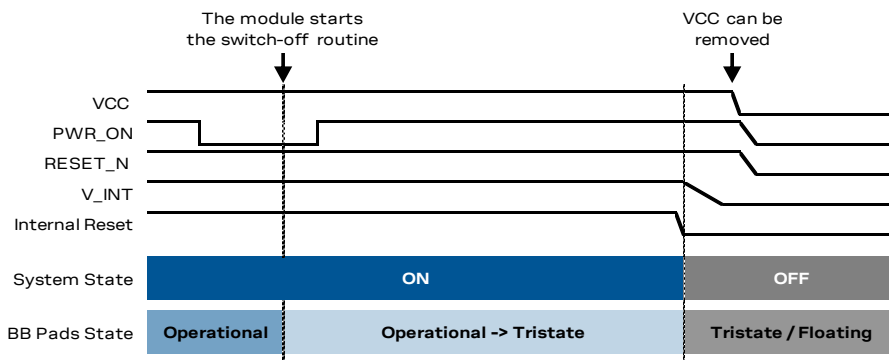 The module starts
the switch-off routine
VCC can be
removed
VCC
PWR_ON
RESET_N
V_INT
Internal Reset
System State
ON
OFF
BB Pads State
Operational
Operational -> Tristate
Tristate / Floating